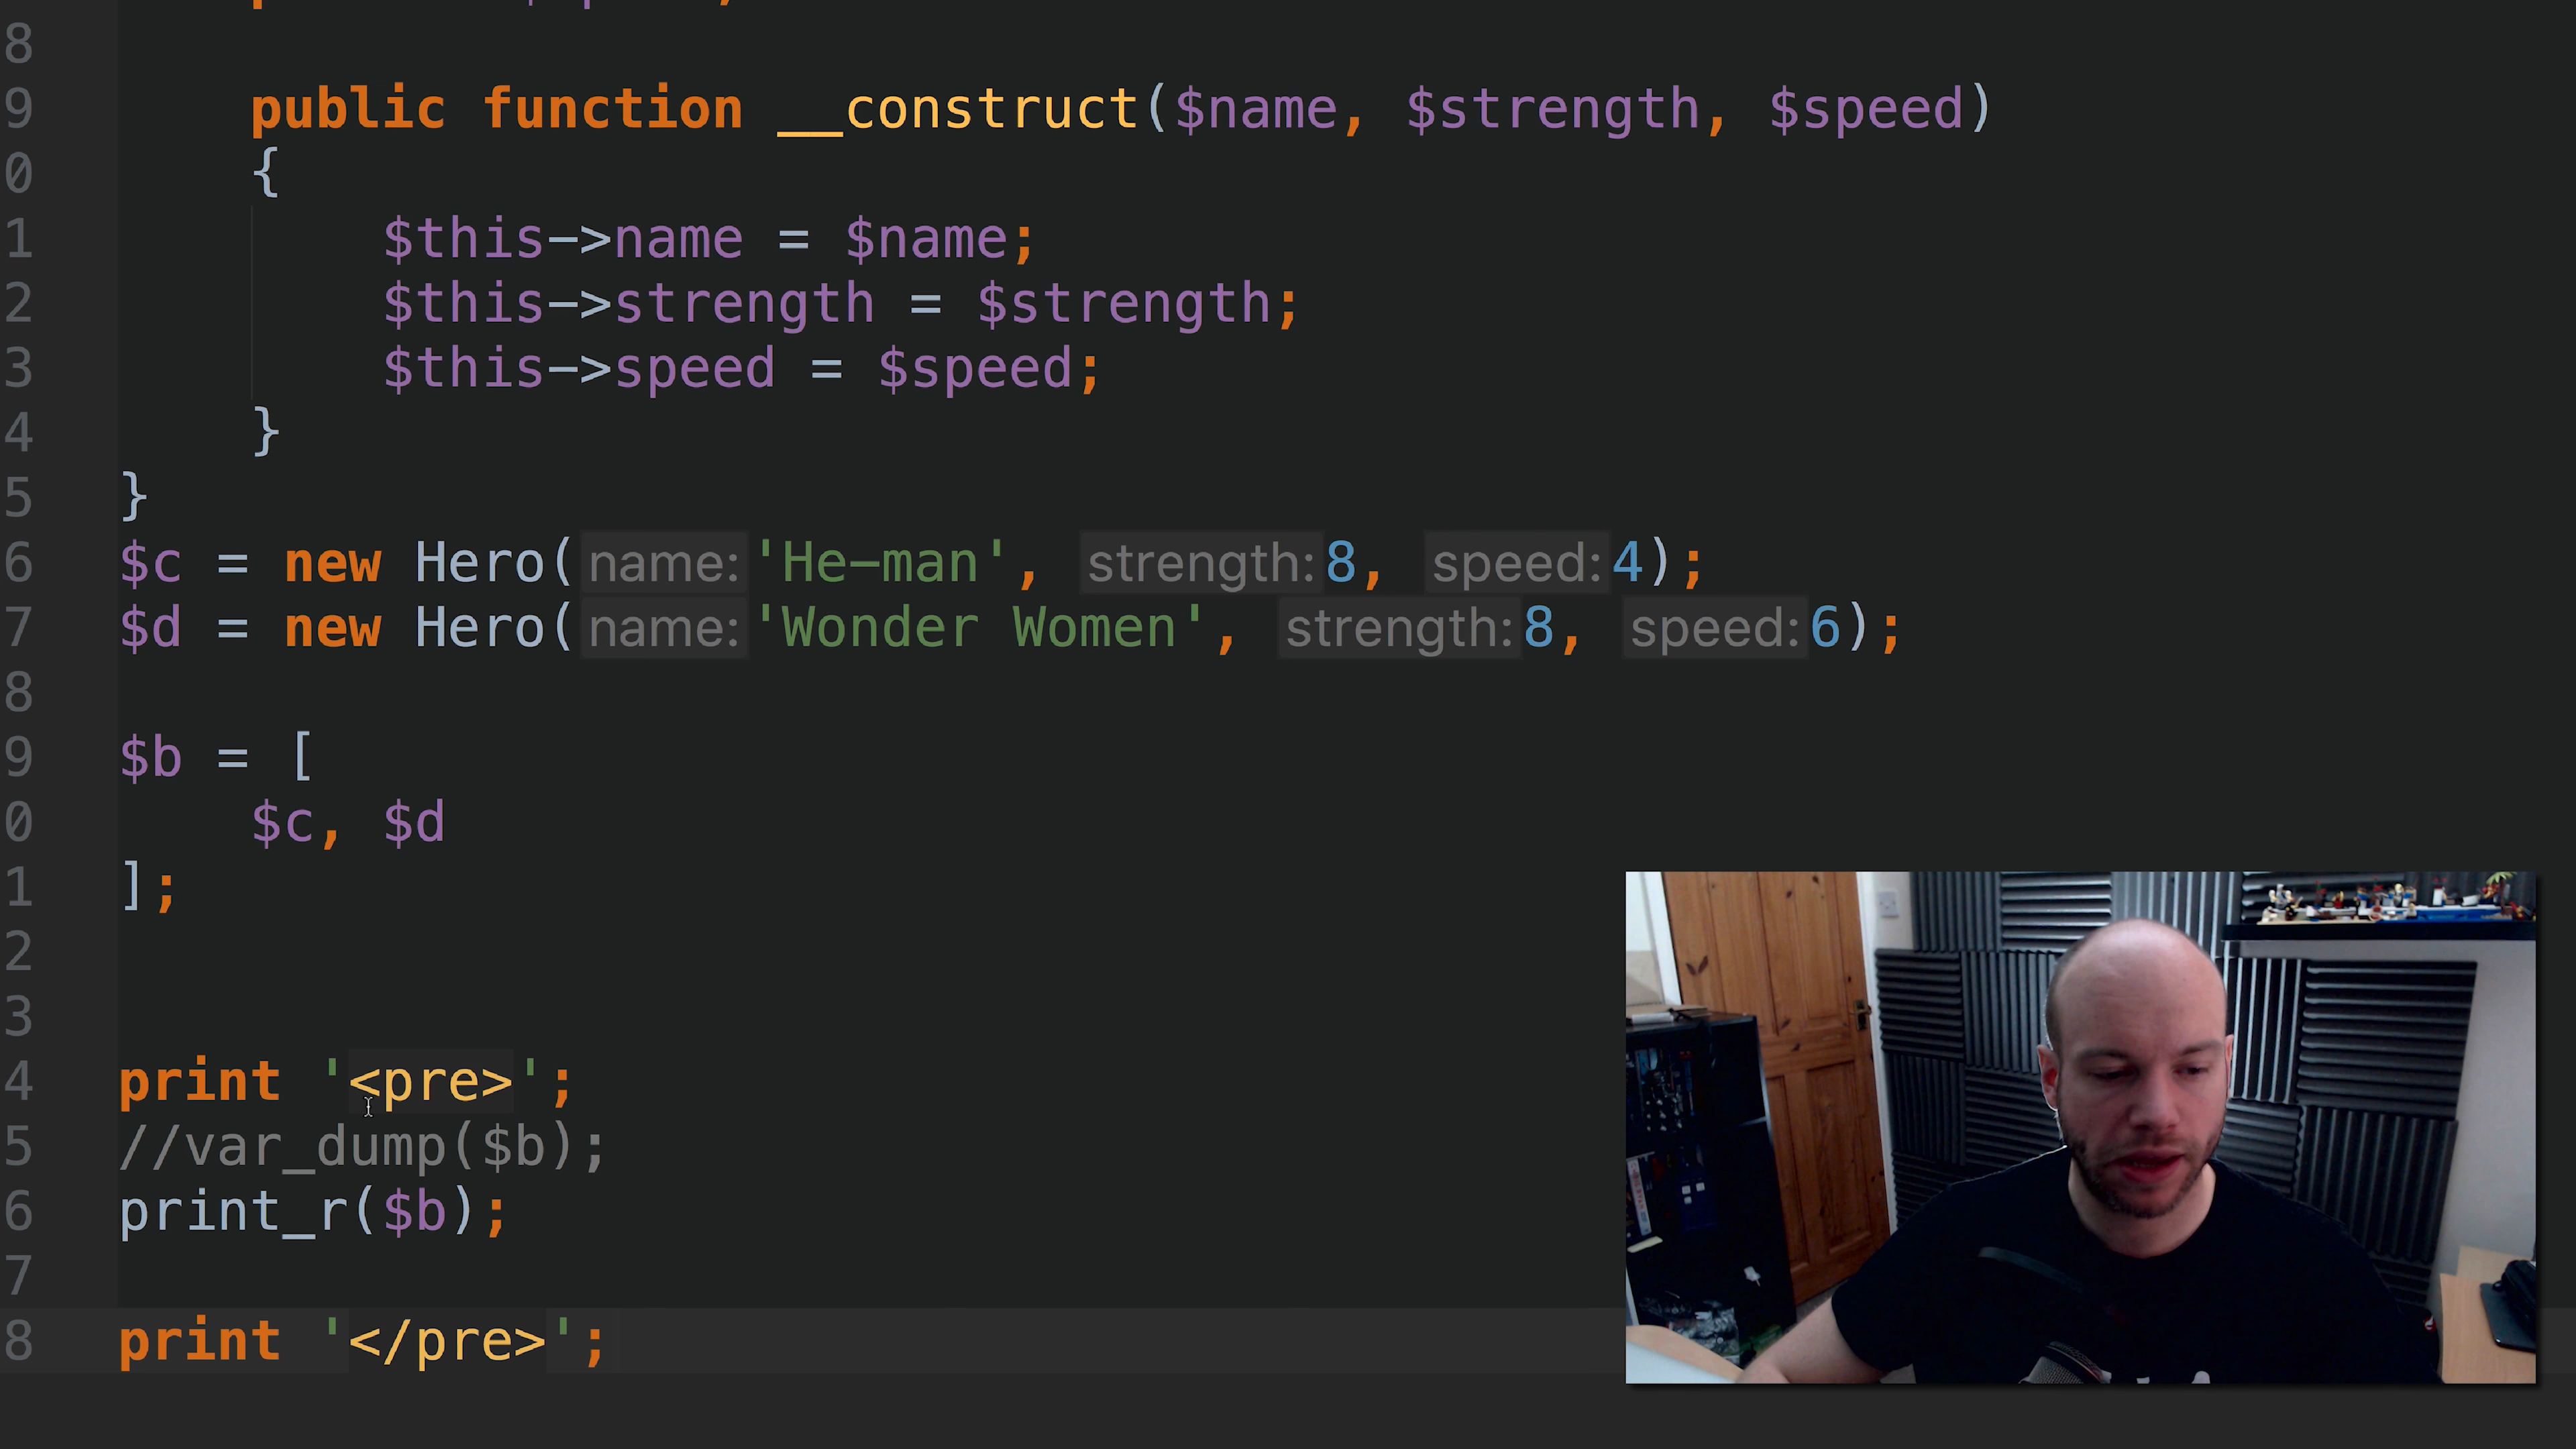 8
9 public function __construct($name, $strength, $speed)
0 {
1 $this->name = $name;
2 $this->strength = $strength;
3 $this->speed = $speed;
4 }
5 }
6 $c = new Hero( name: 'He-man', strength: 8, speed: 4);
7 $d = new Hero( name: 'Wonder Women', strength: 8, speed: 6);
8
9 $b = [
0 $c, $d
1 ];
2
3
4 print '<pre>';
5 //var_dump($b);
6 print_r($b);
7
8 print '</pre>';